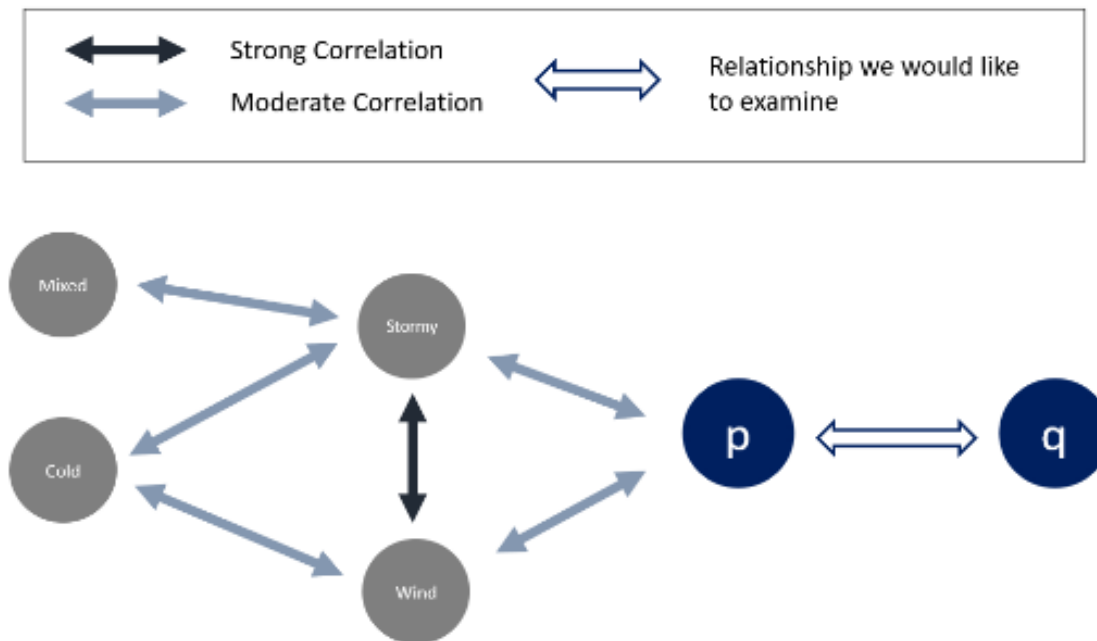 Strong Correlation
Moderate Correlation
Relationship we would like
to examine
Mixed
Stormy
Cold
Wind
p
q